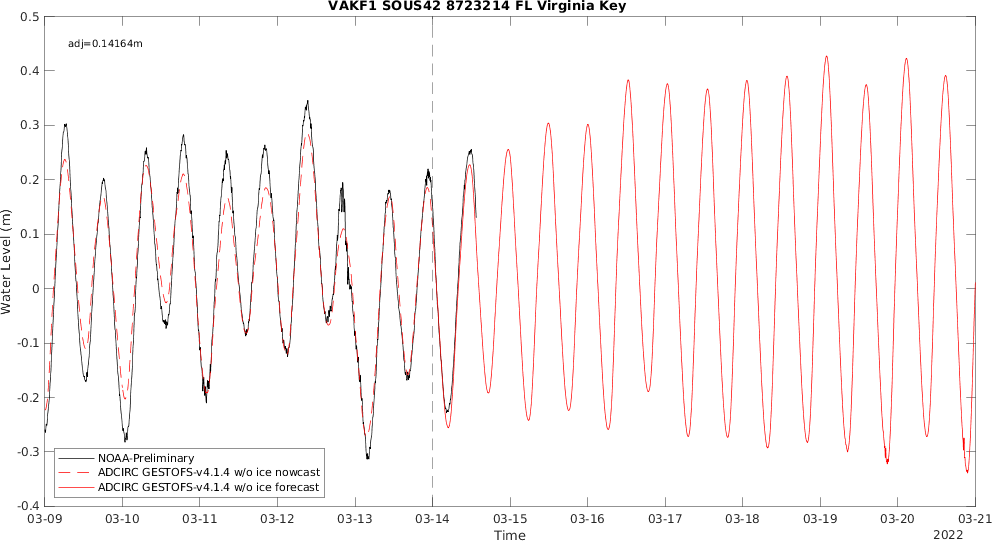 VAKF1 SOUS42 8723214 FL Virginia Key
adj=0.14164m
0.5
0.4
0.3
0.2
0.1
0
-0.1
-0.2
-0.3
-0.4
Water Level (m)
NOAA-Preliminary
ADCIRC GESTOFS-v4.1.4 w/o ice nowcast
ADCIRC GESTOFS-v4.1.4 w/o ice forecast
03-09 03-10 03-11 03-12 03-13 03-14 03-15 03-16 03-17 03-18 03-19 03-20 03-21
Time
2022